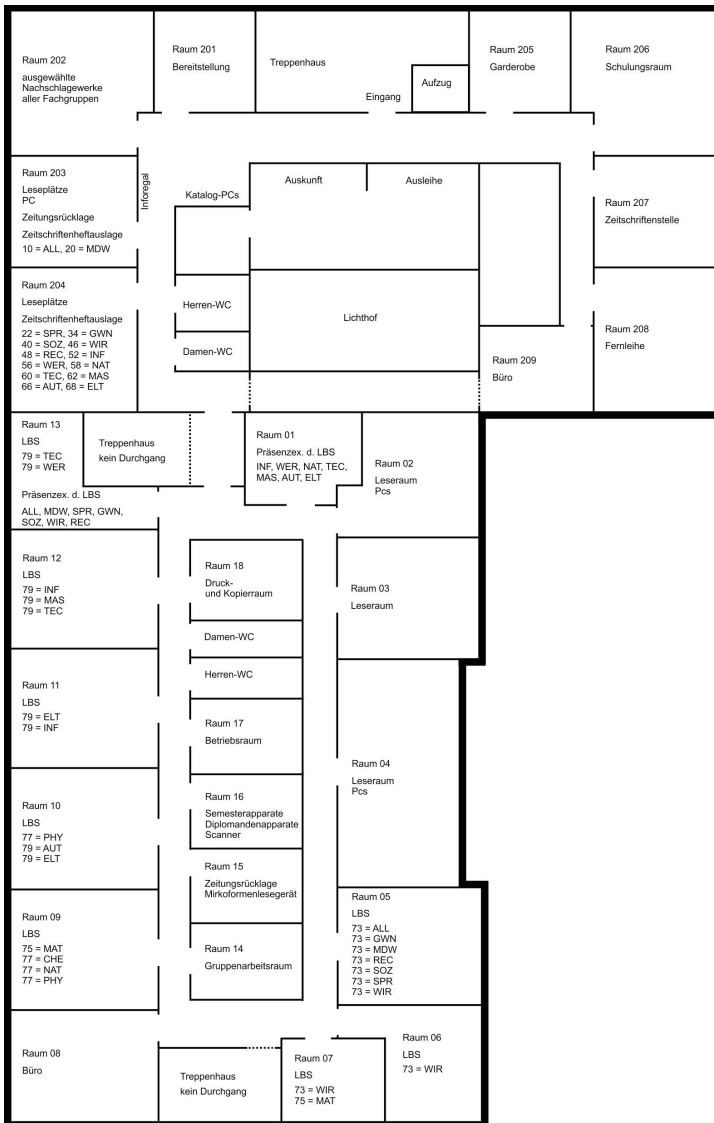 Raum 202
ausgewählte
Nachschlagewerke
aller Fachgruppen
Raum 201
Bereitstellung
Treppenhaus
Eingang
Aufzug
Raum 205
Garderobe
Raum 206
Schulungsraum
Raum 203
Leseplätze
PC
Zeitungsrücklage
Zeitschriftenheftauslage
10 = ALL, 20 = MDW
Inforegal
Katalog-PCs
Auskunft
Ausleihe
Raum 207
Zeitschriftenstelle
Raum 204
Leseplätze
Zeitschriftenheftauslage
22 = SPR, 34 = GWN
40 = SOZ, 46 = WIR
48 = REC, 52 = INF
56 = WER, 58 = NAT
60 = TEC, 62 = MAS
66 = AUT, 68 = ELT
Herren-WC
Damen-WC
Lichthof
Raum 209
Büro
Raum 208
Fernleihe
Raum 13
LBS
79 = TEC
79 = WER
Präsenzex. d. LBS
ALL, MDW, SPR, GWN,
SOZ, WIR, REC
Treppenhaus
kein Durchgang
Raum 01
Präsenzex. d. LBS
INF, WER, NAT, TEC,
MAS, AUT, ELT
Raum 02
Leseraum
Pcs
Raum 12
LBS
79 = INF
79 = MAS
79 = TEC
Raum 18
Druck-
und Kopierraum
Damen-WC
Herren-WC
Raum 03
Leseraum
Raum 11
LBS
79 = ELT
79 = INF
Raum 17
Betriebsraum
Raum 04
Leseraum
Pcs
Raum 10
LBS
77 = PHY
79 = AUT
79 = ELT
Raum 16
Semesterapparate
Diplomandenapparate
Scanner
Raum 15
Zeitungsrücklage
Mirkoformenlesegerät
Raum 09
LBS
75 = MAT
77 = CHE
77 = NAT
77 = PHY
Raum 14
Gruppenarbeitsraum
Raum 05
LBS
73 = ALL
73 = GWN
73 = MDW
73 = REC
73 = SOZ
73 = SPR
73 = WIR
Raum 08
Büro
Treppenhaus
kein Durchgang
Raum 07
LBS
73 = WIR
75 = MAT
Raum 06
LBS
73 = WIR